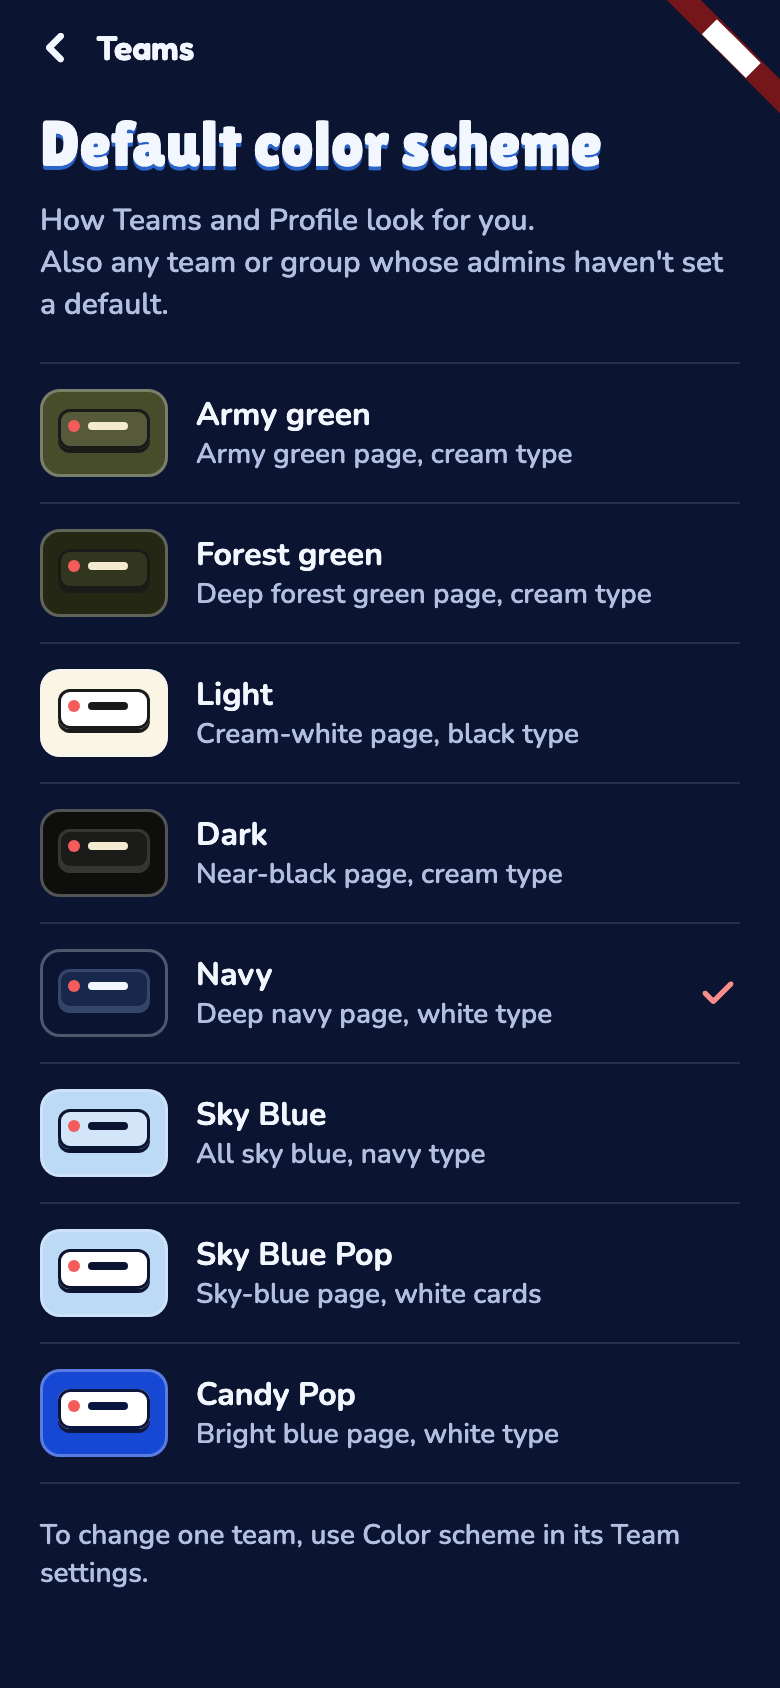 Teams
Default color scheme
How Teams and Profile look for you.
Also any team or group whose admins haven't set
a default.
Army green
Army green page, cream type
Forest green
Deep forest green page, cream type
Light
Cream-white page, black type
Dark
Near-black page, cream type
Navy
Deep navy page, white type
Sky Blue
All sky blue, navy type
Sky Blue Pop
Sky-blue page, white cards
Candy Pop
Bright blue page, white type
To change one team, use Color scheme in its Team
settings.